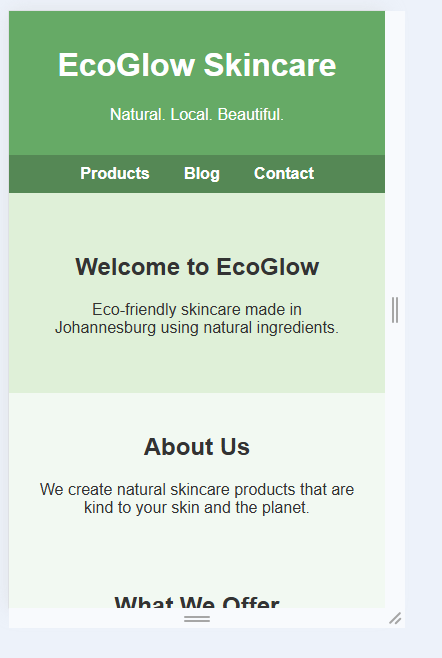 EcoGlow Skincare
Natural. Local. Beautiful.
Products Blog Contact
Welcome to EcoGlow
Eco-friendly skincare made in
Johannesburg using natural ingredients.
About Us
We create natural skincare products that are
kind to your skin and the planet.
What We Offer